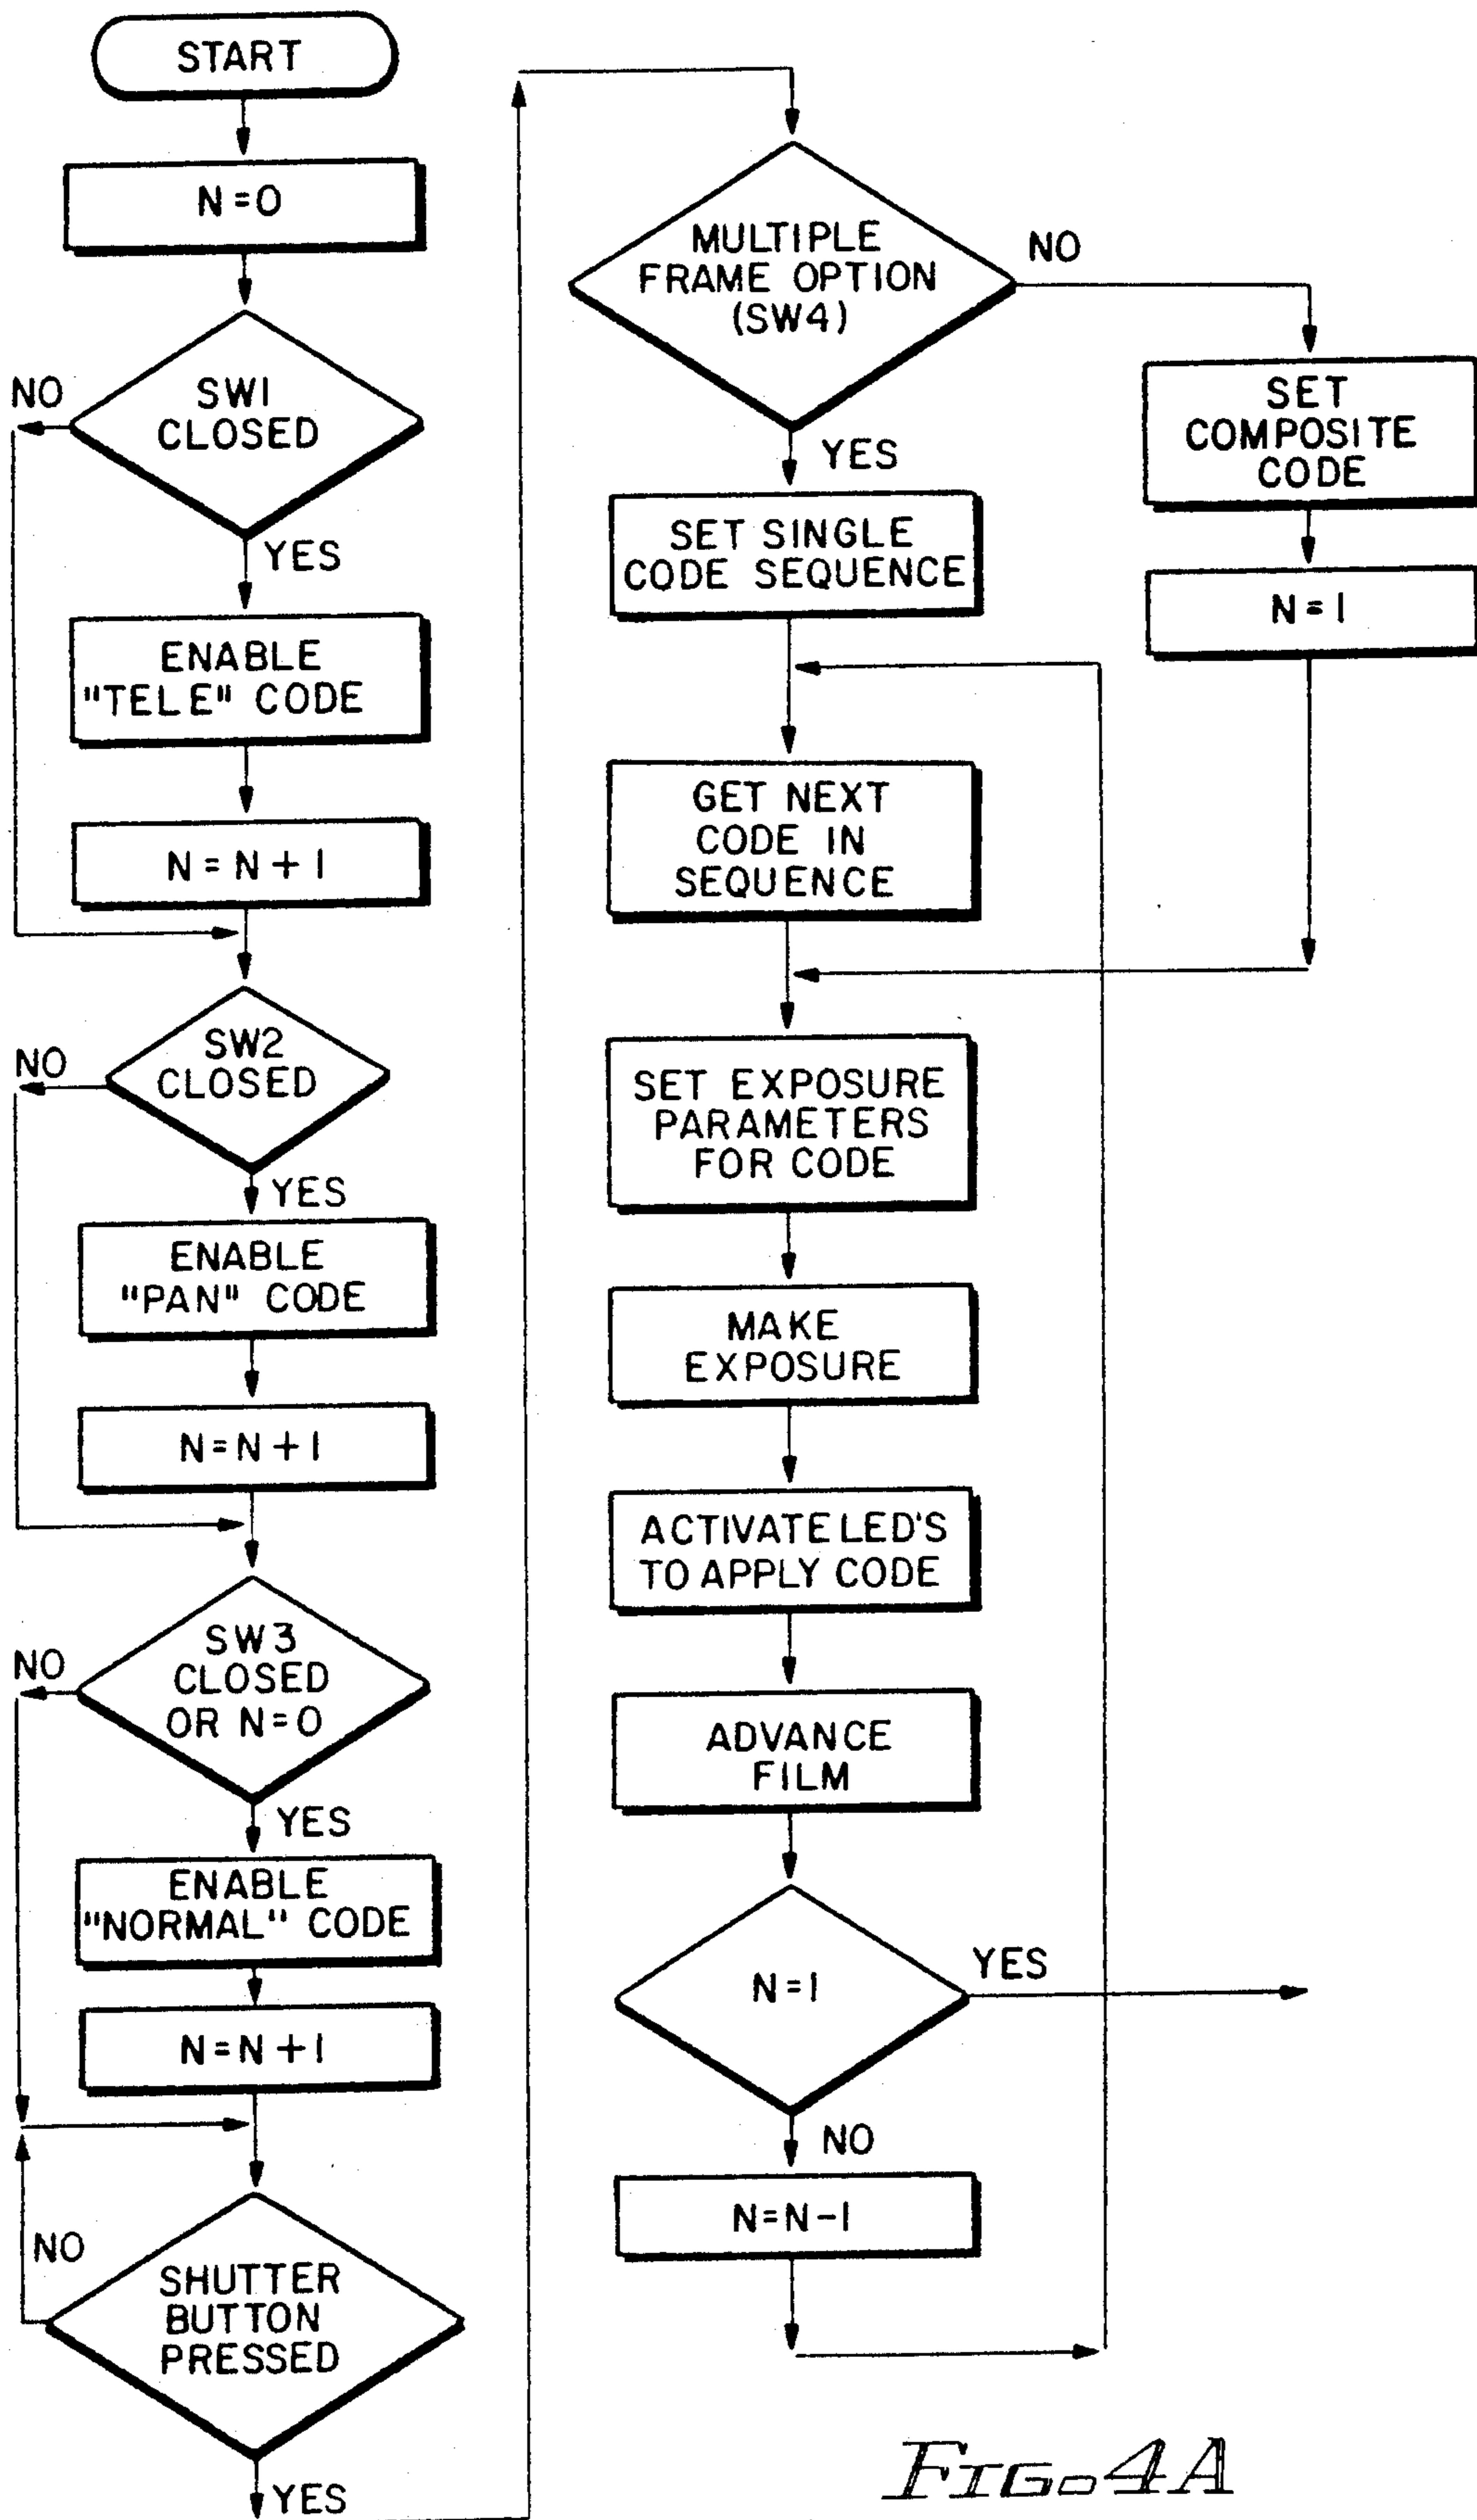 START
N=0
SW1
CLOSED
NO
YES
ENABLE
"TELE" CODE
N=N+1
SW2
CLOSED
NO
YES
ENABLE
"PAN" CODE
N=N+1
SW3
CLOSED
OR N=0
NO
YES
ENABLE
"NORMAL" CODE
N=N+1
SHUTTER
BUTTON
PRESSED
NO
YES
MULTIPLE
FRAME OPTION
(SW4)
NO
YES
SET
COMPOSITE
CODE
N=1
SET SINGLE
CODE SEQUENCE
GET NEXT
CODE IN
SEQUENCE
SET EXPOSURE
PARAMETERS
FOR CODE
MAKE
EXPOSURE
ACTIVATE LED'S
TO APPLY CODE
ADVANCE
FILM
N=1
YES
NO
N=N-1
FIG. 4A